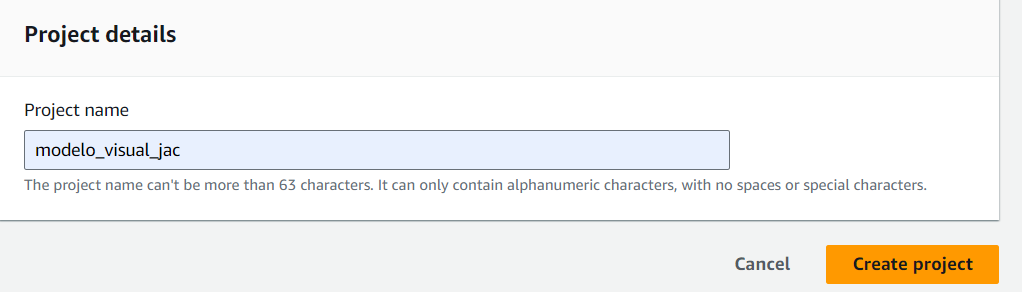 Project details
Project name
modelo_visual_jac
The project name can't be more than 63 characters. It can only contain alphanumeric characters, with no spaces or special characters.
Cancel
Create project